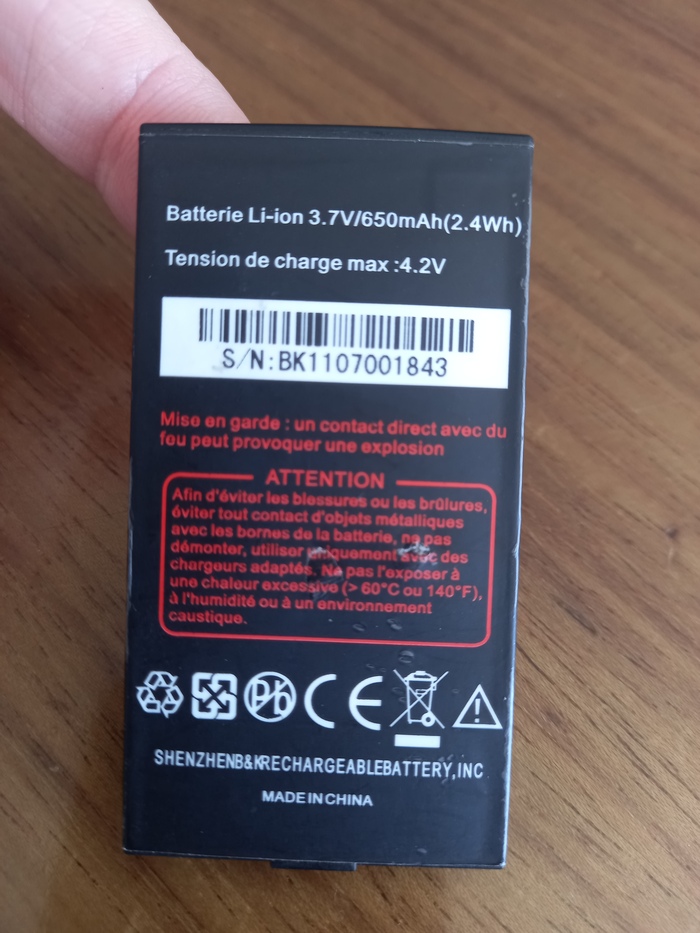 Batterie Li-ion 3.7V/650mAh(2.4Wh)
Tension de charge max :4.2V
S/N:BK1107001843
Mise en garde : un contact direct avec du
feu peut provoquer une explosion
ATTENTION
Afin d'éviter les blessures ou les brûlures,
éviter tout contact d'objets métalliques
avec les bornes de la batterie, ne pas
démonter, utiliser uniquement avec des
chargeurs adaptés. Ne pas l'exposer à
une chaleur excessive (> 60°C ou 140°F),
à l'humidité ou à un environnement
caustique.
Pb CE
SHENZHENB&KRECHARGEABLEBATTERY,INC
MADE IN CHINA